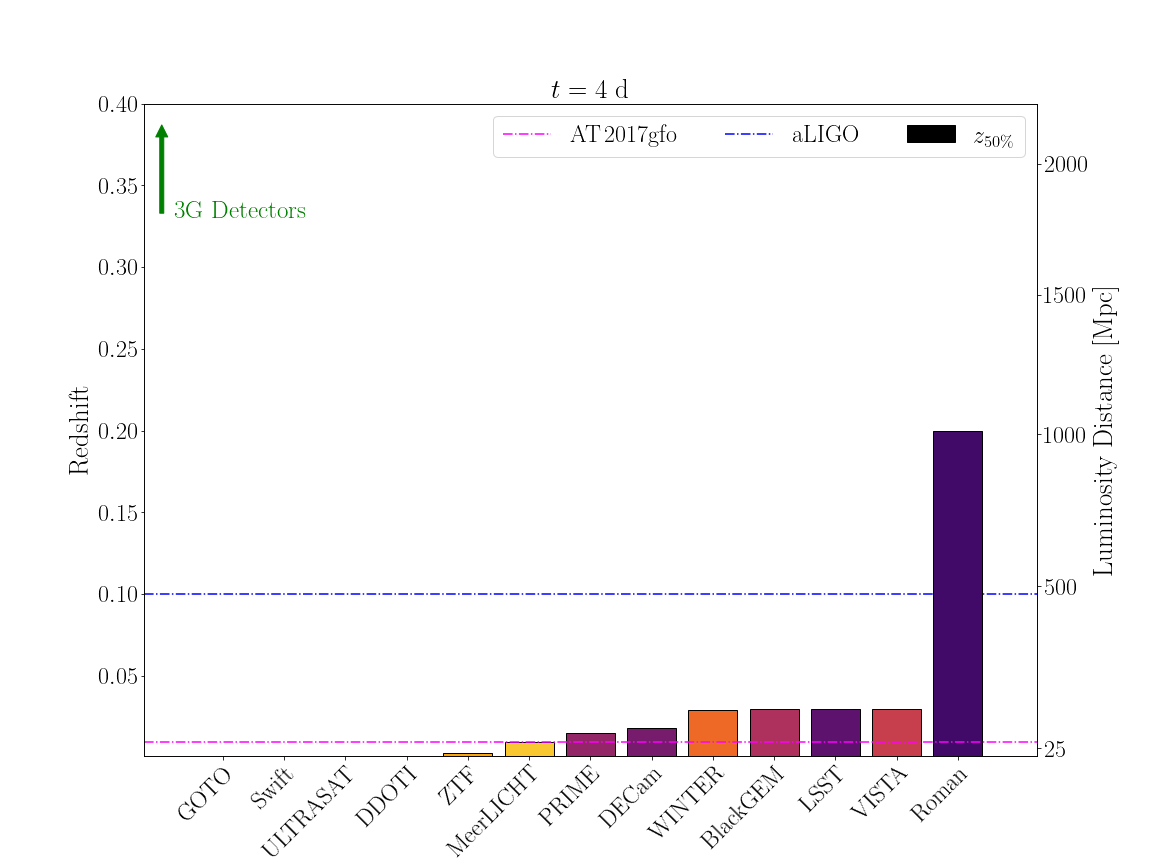 t = 4 d
AT 2017gfo
aLIGO
z50%
3G Detectors
Redshift
0.40
0.35
0.30
0.25
0.20
0.15
0.10
0.05
2000
1500
1000
500
25
Luminosity Distance [Mpc]
GOTO
Swift
ULTRASAT
DDOTI
ZTF
MeerLICHT
PRIME
DECam
WINTER
BlackGEM
LSST
VISTA
Roman